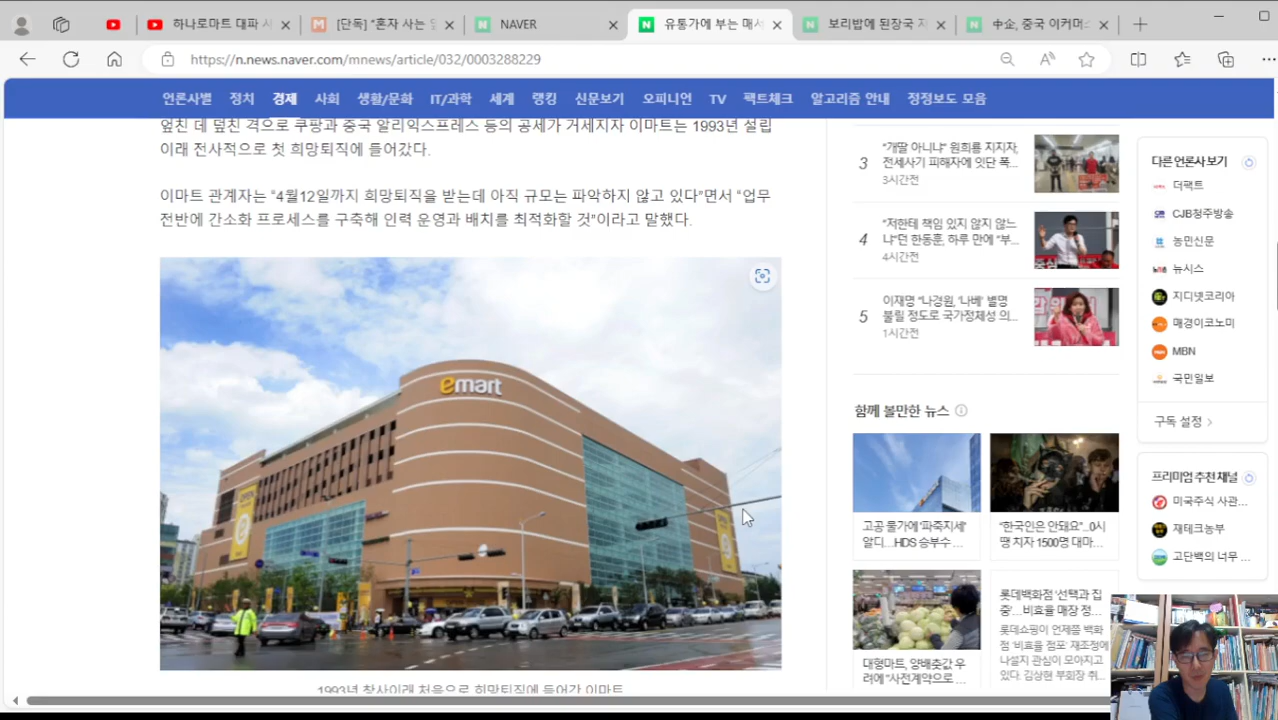 하나로마트 대파 사
[단독] “혼자 사는
NAVER
유통가에 부는 매서
보리밥에 된장국
中企, 중국 이커머
https://n.news.naver.com/mnews/article/032/0003288229
언론사별 정치 경제 사회 생활/문화 IT/과학 세계 랭킹 신문보기 오피니언 TV 팩트체크 알고리즘 안내 정정보도 모음
엎친 데 덮친 격으로 쿠팡과 중국 알리익스프레스 등의 공세가 거세지자 이마트는 1993년 설립
이래 전사적으로 첫 희망퇴직에 들어갔다.
이마트 관계자는 “4월12일까지 희망퇴직을 받는데 아직 규모는 파악하지 않고 있다”면서 “업무
전반에 간소화 프로세스를 구축해 인력 운영과 배치를 최적화할 것”이라고 말했다.
emart
1993년 창사이래 처음으로 희망퇴직에 들어간 이마트
3
“개딸 아니냐” 원희룡 지지자,
전세사기 피해자에 잇단 폭...
3시간전
4
“저한테 책임 있지 않지 않느
냐”던 한동훈, 하루 만에 “부...
4시간전
5
이재명 “나경원, ‘나베’ 별명
불릴 정도로 국가정체성 의...
1시간전
함께 볼만한 뉴스
고공 물가에 ‘파죽지세’
알디...HDS 승부수 ...
“한국인은 안돼요”...0시
땡 치자 1500명 대마...
대형마트, 양배춧값 우
려에 “사전계약으로 ...
롯데백화점 ‘선택과 집
중’...비효율 매장 정...
롯데쇼핑이 언제쯤 백화
점 ‘비효율 점포’ 재조정에
나설지 관심이 모아지고
있다. 김상현 부회장 취...
다른 언론사 보기
더팩트
CJB청주방송
농민신문
뉴시스
지디넷코리아
매경이코노미
MBN
국민일보
구독 설정
프리미엄 추천 채널
미국주식 사관...
재테크농부
고단백의 너무 ...